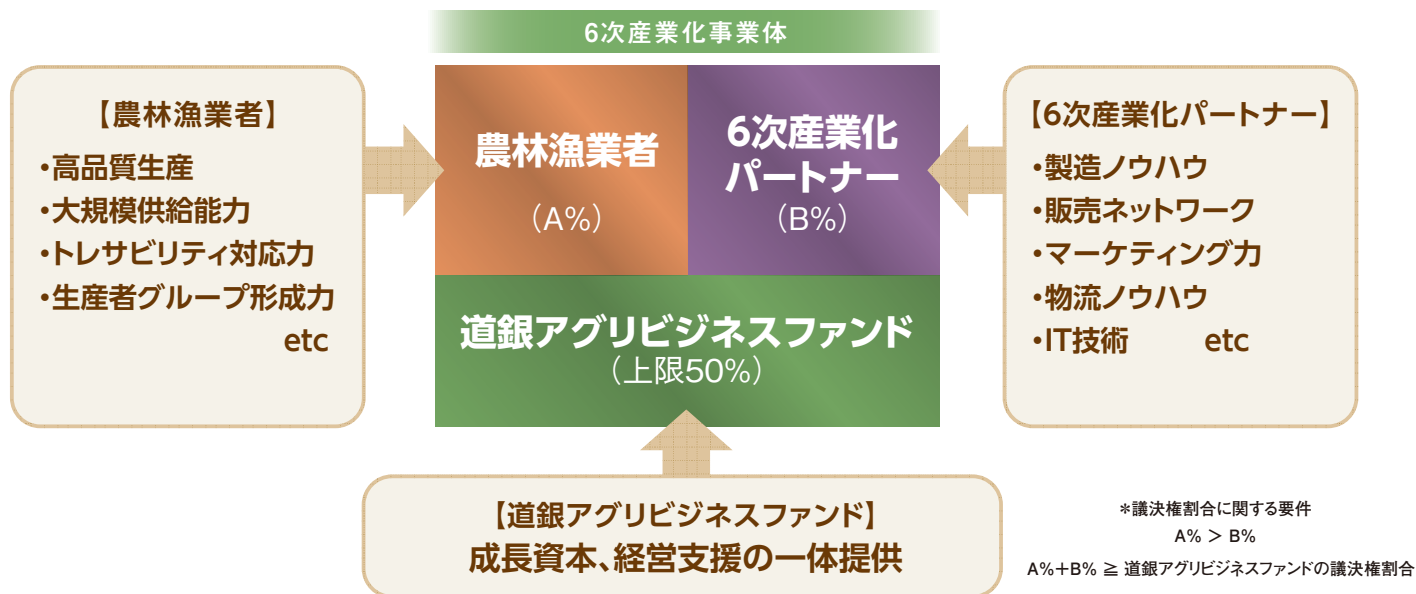 6次産業化事業体
【農林漁業者】
・高品質生産
・大規模供給能力
・トレサビリティ対応力
・生産者グループ形成力
etc
農林漁業者
（A%）
6次産業化
パートナー
（B%）
道銀アグリビジネスファンド
（上限50%）
【6次産業化パートナー】
・製造ノウハウ
・販売ネットワーク
・マーケティング力
・物流ノウハウ
・IT技術 etc
【道銀アグリビジネスファンド】
成長資本、経営支援の一体提供
＊議決権割合に関する要件
A% > B%
A%+B% ≧ 道銀アグリビジネスファンドの議決権割合